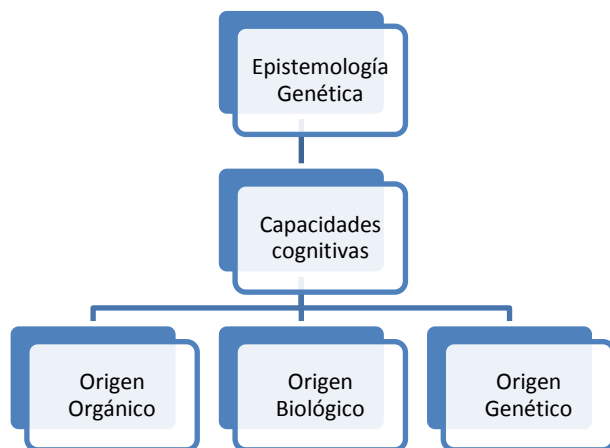 Epistemología
Genética
Capacidades
cognitivas
Origen
Orgánico
Origen
Biológico
Origen
Genético